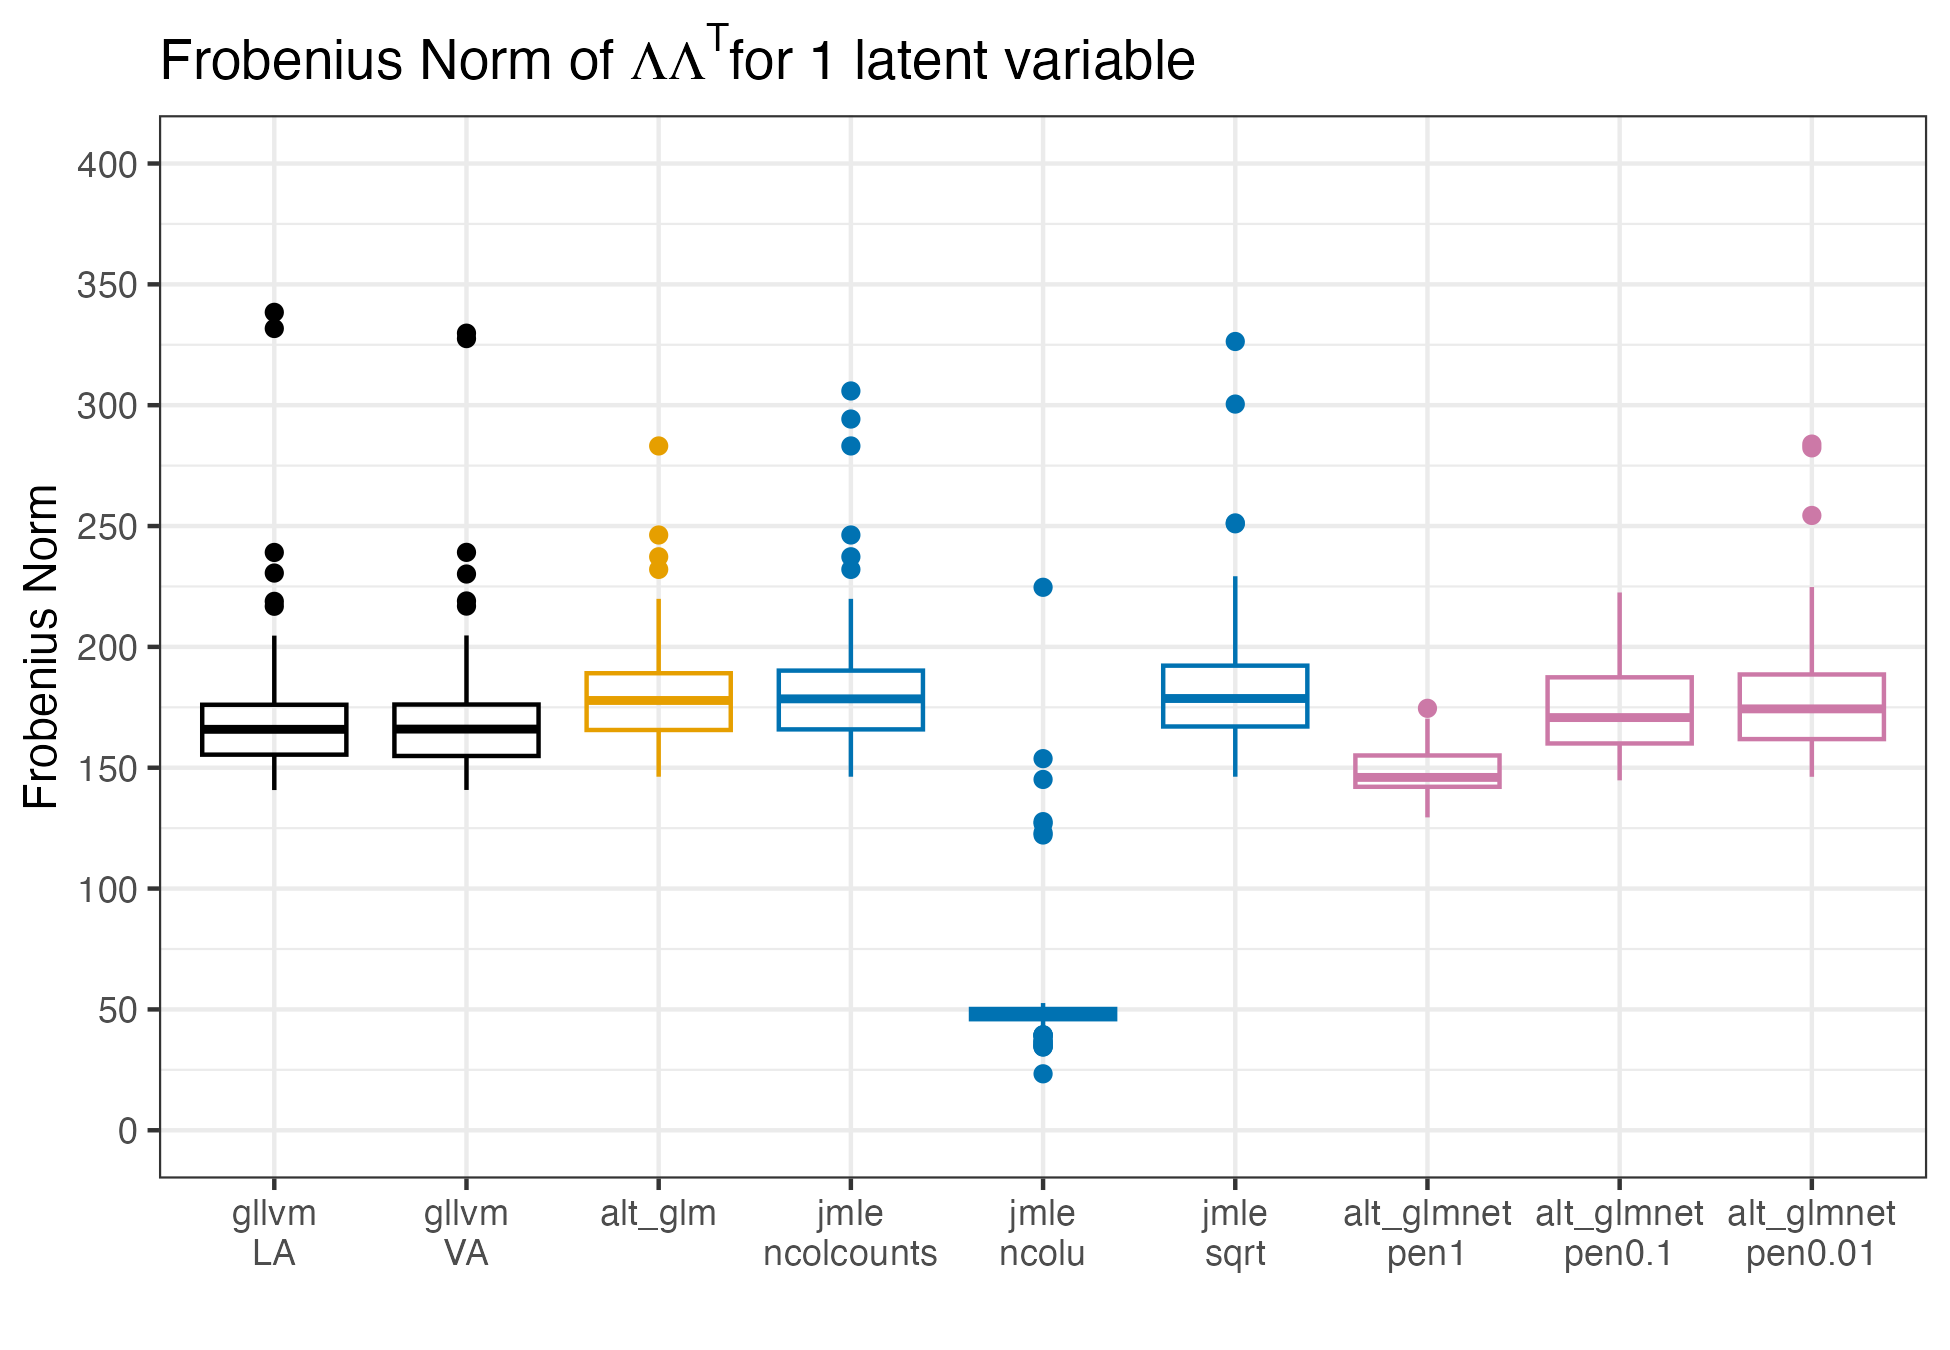 Frobenius Norm of ΛΛᵀfor 1 latent variable
Frobenius Norm
400
350
300
250
200
150
100
50
0
gllvm
LA
gllvm
VA
alt_glm
jmle
ncolcounts
jmle
ncolu
jmle
sqrt
alt_glmnet
pen1
alt_glmnet
pen0.1
alt_glmnet
pen0.01